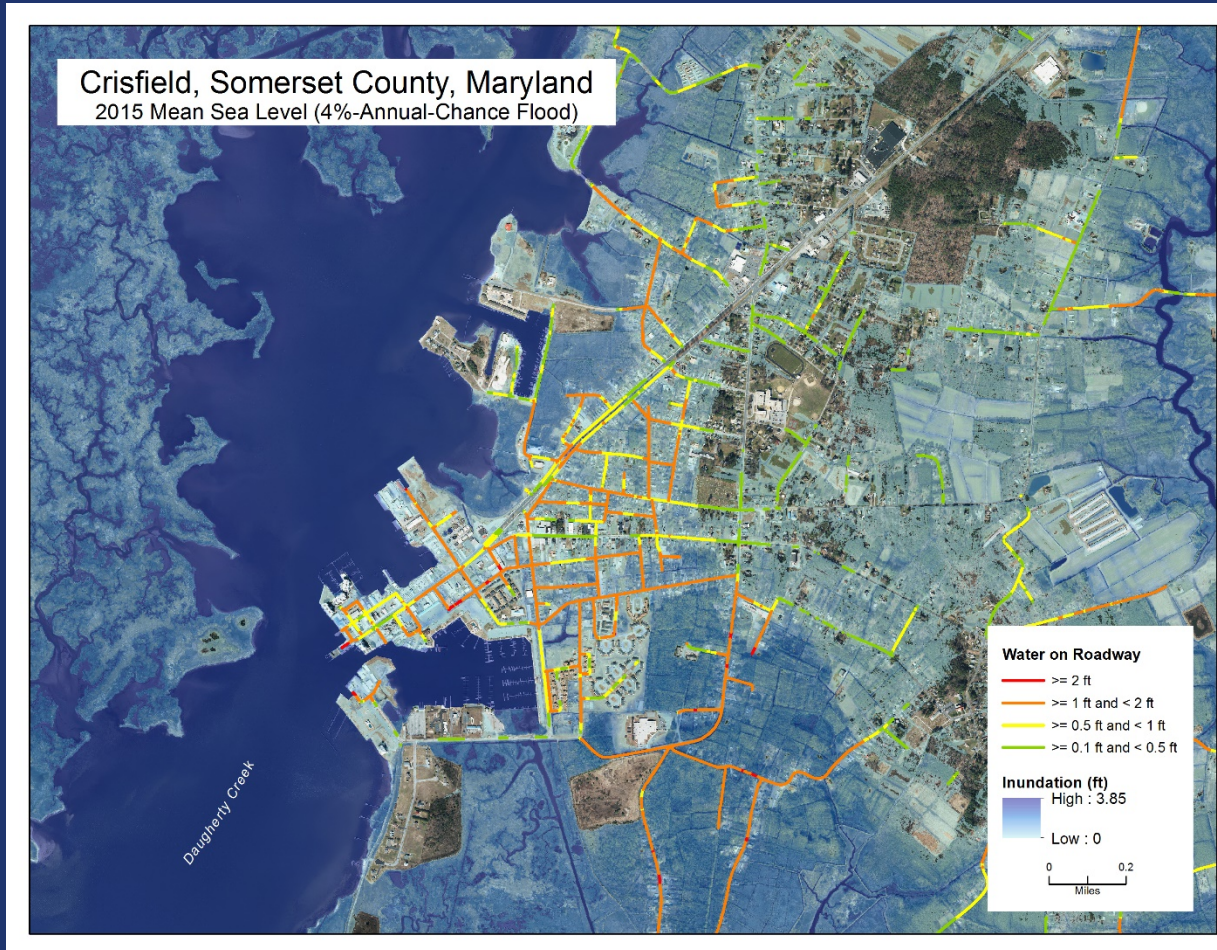 Crisfield, Somerset County, Maryland
2015 Mean Sea Level (4%-Annual-Chance Flood)
Daugherty Creek
Water on Roadway
>= 2 ft
>= 1 ft and < 2 ft
>= 0.5 ft and < 1 ft
>= 0.1 ft and < 0.5 ft
Inundation (ft)
High : 3.85
Low : 0
0 0.2
Miles